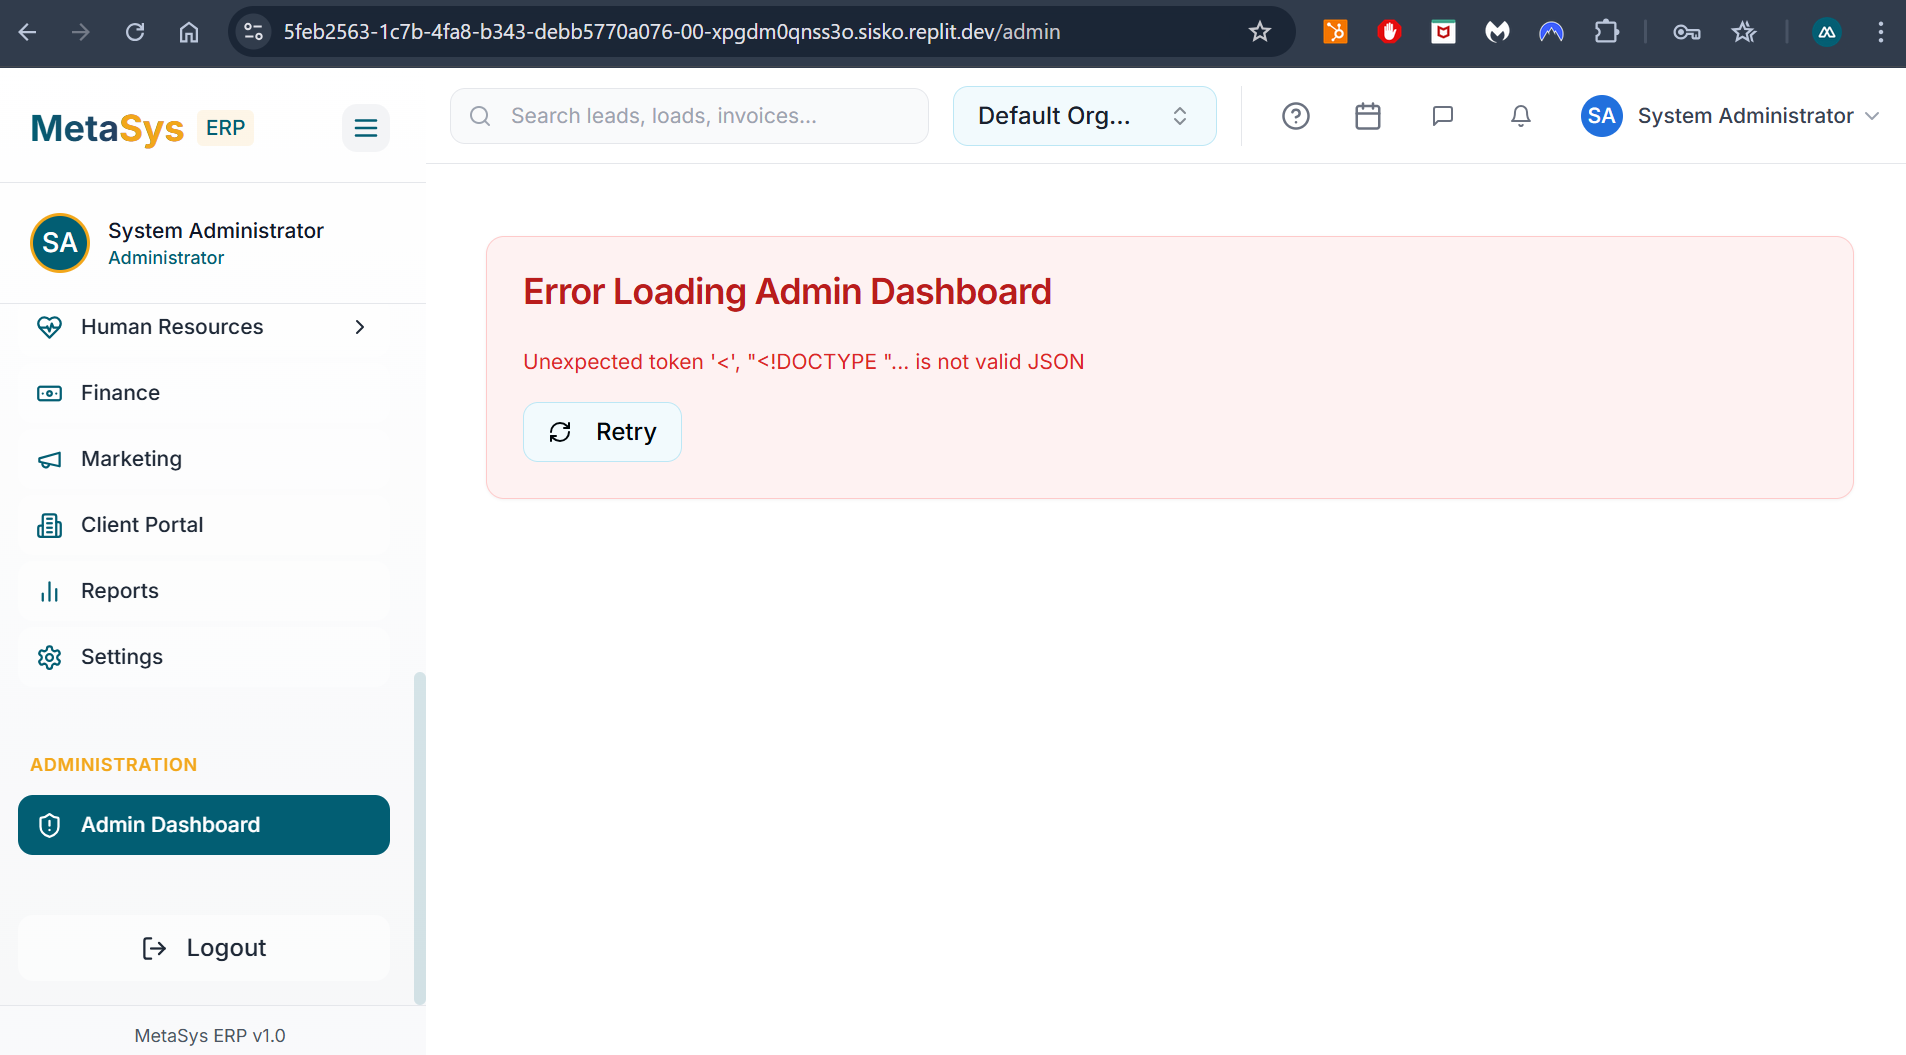 5feb2563-1c7b-4fa8-b343-debb5770a076-00-xpgdm0qnss3o.sisko.replit.dev/admin
MetaSys ERP
Search leads, loads, invoices...
Default Org...
SA System Administrator
SA
System Administrator
Administrator
Human Resources
Finance
Marketing
Client Portal
Reports
Settings
ADMINISTRATION
Admin Dashboard
Logout
MetaSys ERP v1.0
Error Loading Admin Dashboard
Unexpected token '<', "<!DOCTYPE "... is not valid JSON
Retry